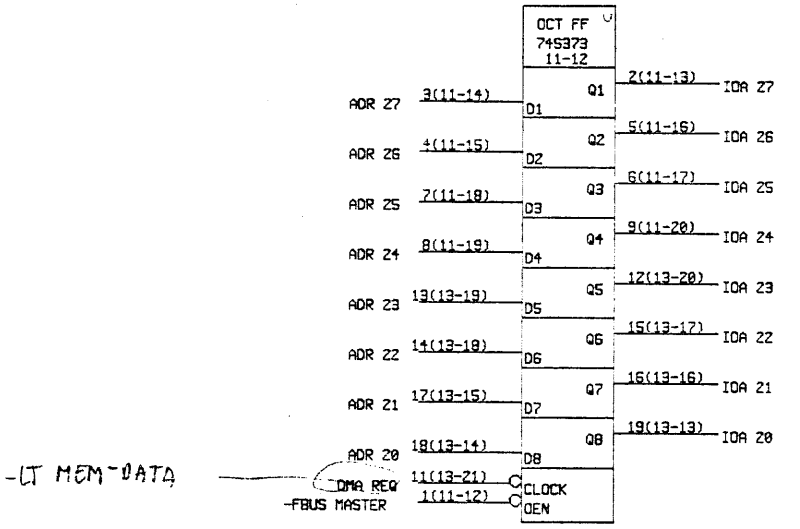 OCT FF
74S373
11-12
ADR 27 3(11-14) D1 Q1 2(11-13) IOA 27
ADR 26 4(11-15) D2 Q2 5(11-16) IOA 26
ADR 25 7(11-18) D3 Q3 6(11-17) IOA 25
ADR 24 8(11-19) D4 Q4 9(11-20) IOA 24
ADR 23 13(13-19) D5 Q5 12(13-20) IOA 23
ADR 22 14(13-18) D6 Q6 15(13-17) IOA 22
ADR 21 17(13-15) D7 Q7 16(13-16) IOA 21
ADR 20 18(13-14) D8 Q8 19(13-13) IOA 20
-LT MEM-DATA DMA REQ 11(13-21) CLOCK
-FBUS MASTER 1(11-12) OEN